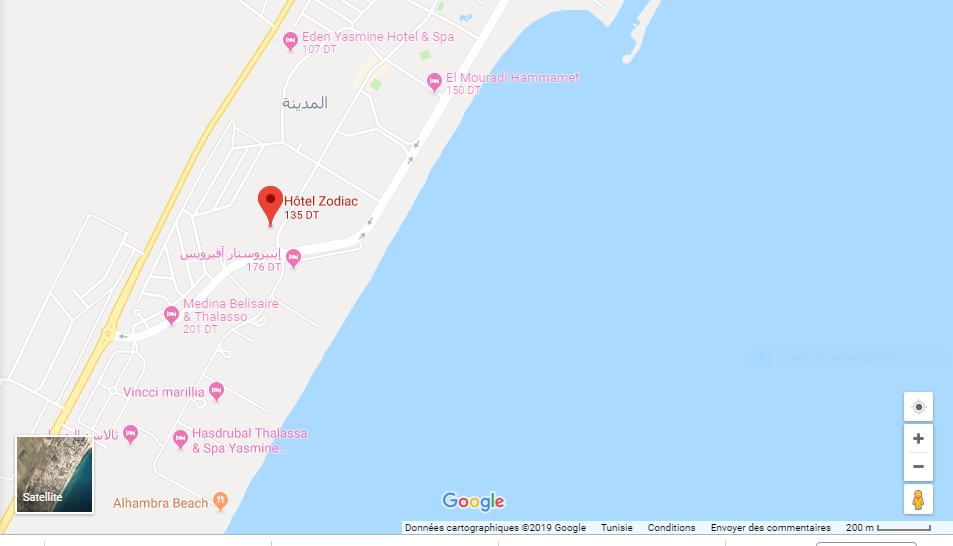 Eden Yasmine Hotel & Spa
107 DT
El Mouradi Hammamet
150 DT
المدينة
Hôtel Zodiac
135 DT
إيبيروستار أفيروس
176 DT
Medina Belisaire
& Thalasso
201 DT
Capture rectangulaire
Vincci marillia
Hasdrubal Thalassa
& Spa Yasmine...
Satellite
Alhambra Beach
Google
Données cartographiques ©2019 Google Tunisie Conditions Envoyer des commentaires 200 m